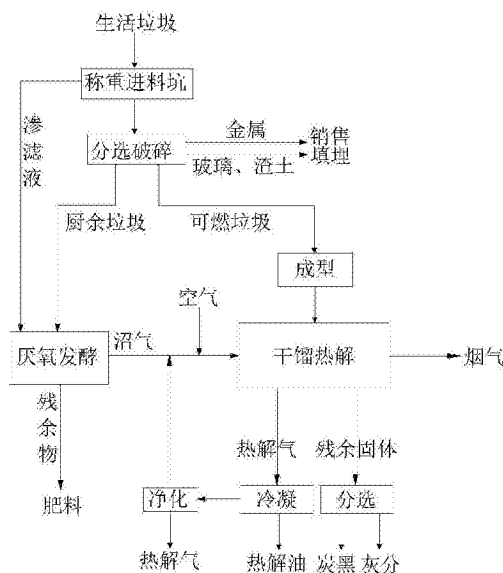 生活垃圾
称重进料坑
渗滤液
分选破碎
金属
销售
玻璃、渣土
填埋
厨余垃圾
可燃垃圾
成型
空气
厌氧发酵
沼气
干馏热解
烟气
残余物
热解气
残余固体
肥料
净化
冷凝
分选
热解气
热解油
炭黑
灰分